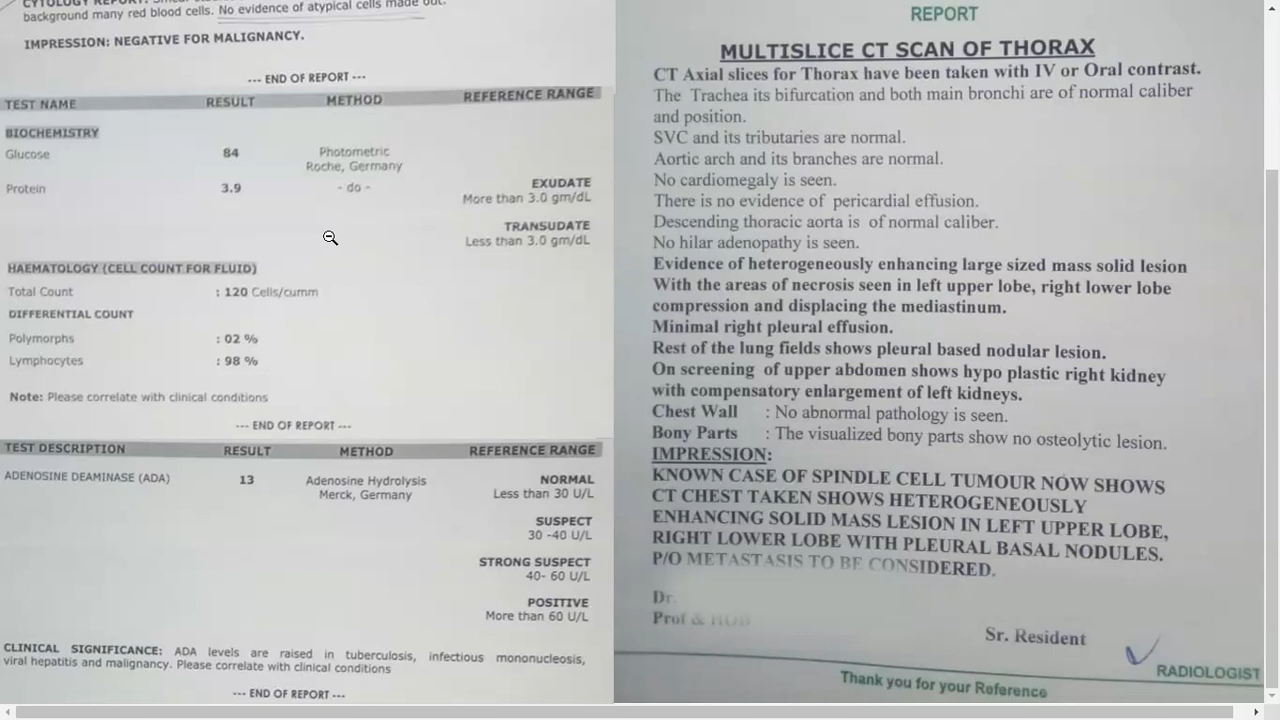 CYTOLOGY REPORT:
background many red blood cells. No evidence of atypical cells made out.
IMPRESSION: NEGATIVE FOR MALIGNANCY.
--- END OF REPORT ---
TEST NAME RESULT METHOD REFERENCE RANGE
BIOCHEMISTRY
Glucose 84 Photometric
Roche, Germany
Protein 3.9 - do - EXUDATE
More than 3.0 gm/dL
TRANSUDATE
Less than 3.0 gm/dL
HAEMATOLOGY (CELL COUNT FOR FLUID)
Total Count : 120 Cells/cumm
DIFFERENTIAL COUNT
Polymorphs : 02 %
Lymphocytes : 98 %
Note: Please correlate with clinical conditions
--- END OF REPORT ---
TEST DESCRIPTION RESULT METHOD REFERENCE RANGE
ADENOSINE DEAMINASE (ADA) 13 Adenosine Hydrolysis NORMAL
Merck, Germany Less than 30 U/L
SUSPECT
30 -40 U/L
STRONG SUSPECT
40- 60 U/L
POSITIVE
More than 60 U/L
CLINICAL SIGNIFICANCE: ADA levels are raised in tuberculosis, infectious mononucleosis,
viral hepatitis and malignancy. Please correlate with clinical conditions
--- END OF REPORT ---
REPORT
MULTISLICE CT SCAN OF THORAX
CT Axial slices for Thorax have been taken with IV or Oral contrast.
The Trachea its bifurcation and both main bronchi are of normal caliber
and position.
SVC and its tributaries are normal.
Aortic arch and its branches are normal.
No cardiomegaly is seen.
There is no evidence of pericardial effusion.
Descending thoracic aorta is of normal caliber.
No hilar adenopathy is seen.
Evidence of heterogeneously enhancing large sized mass solid lesion
With the areas of necrosis seen in left upper lobe, right lower lobe
compression and displacing the mediastinum.
Minimal right pleural effusion.
Rest of the lung fields shows pleural based nodular lesion.
On screening of upper abdomen shows hypo plastic right kidney
with compensatory enlargement of left kidneys.
Chest Wall : No abnormal pathology is seen.
Bony Parts : The visualized bony parts show no osteolytic lesion.
IMPRESSION:
KNOWN CASE OF SPINDLE CELL TUMOUR NOW SHOWS
CT CHEST TAKEN SHOWS HETEROGENEOUSLY
ENHANCING SOLID MASS LESION IN LEFT UPPER LOBE,
RIGHT LOWER LOBE WITH PLEURAL BASAL NODULES.
P/O METASTASIS TO BE CONSIDERED.
Dr.
Prof & HOD
Sr. Resident
RADIOLOGIST
Thank you for your Reference